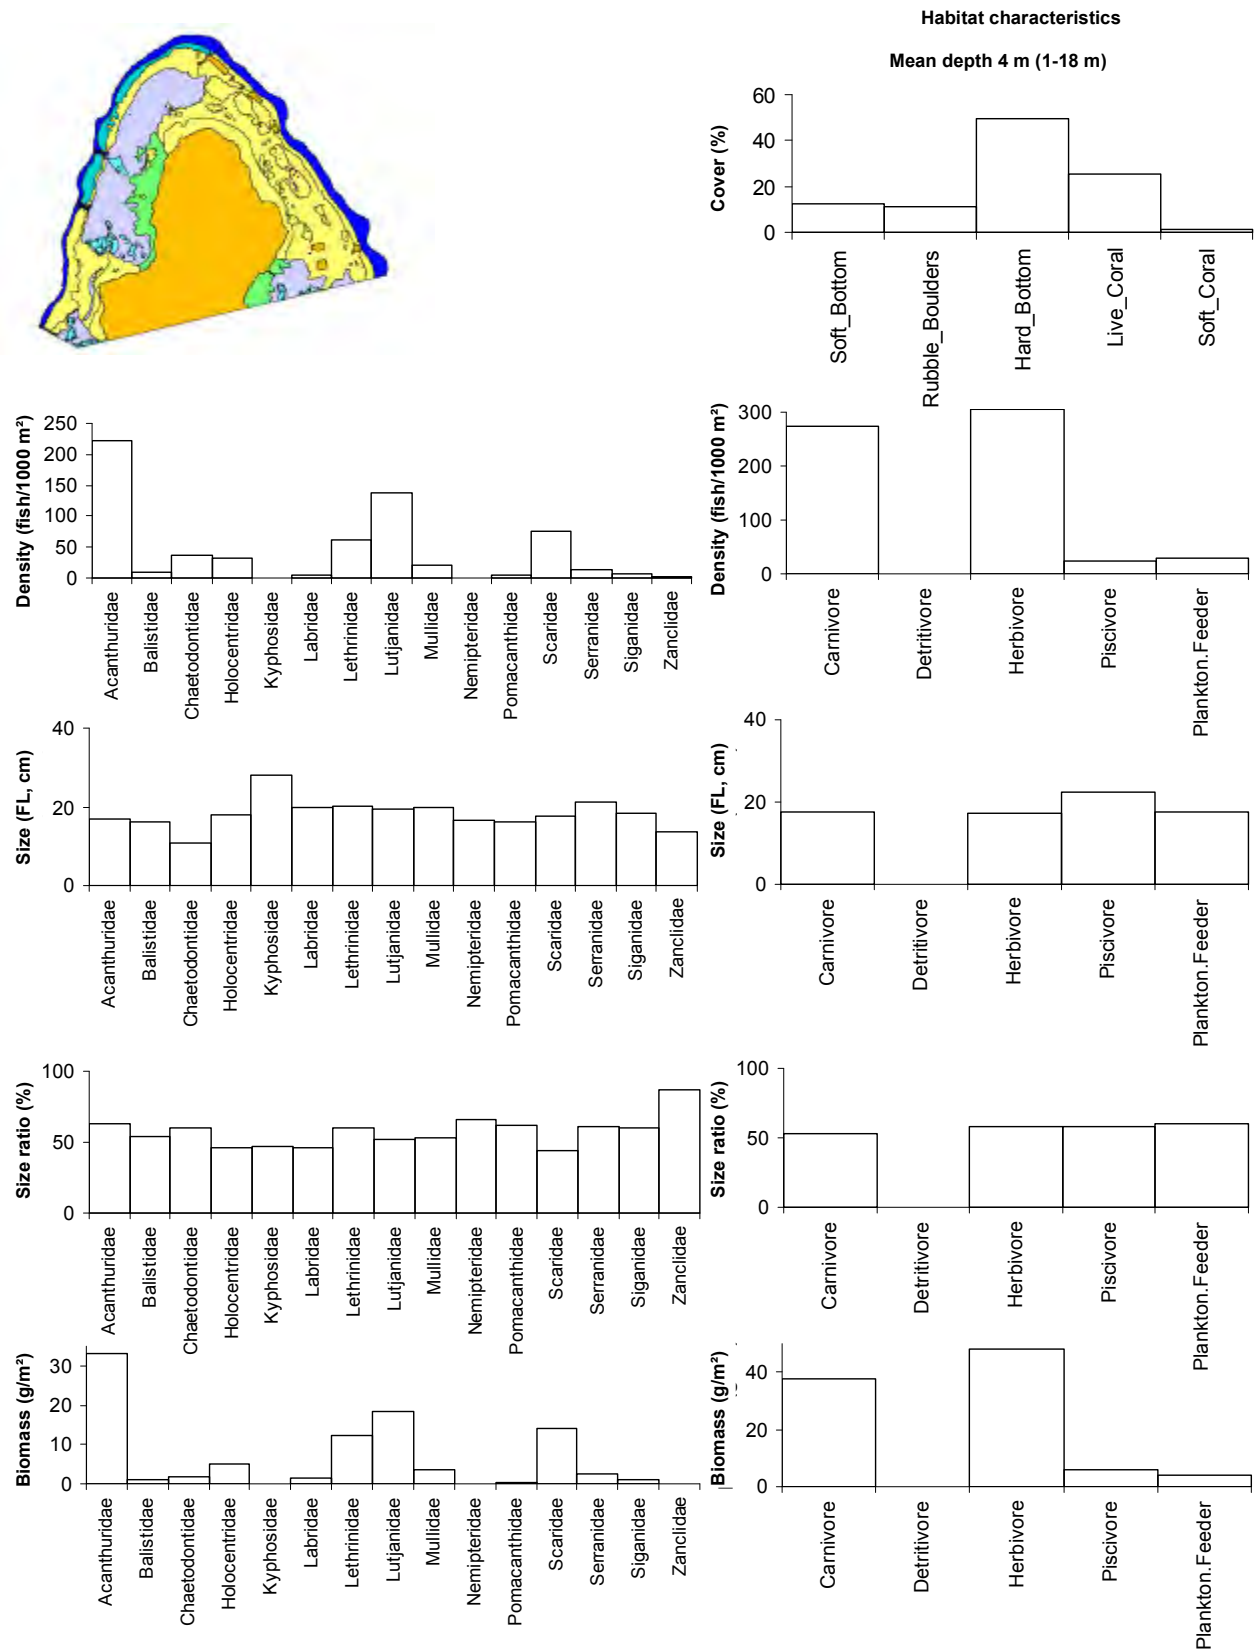 Habitat characteristics
Mean depth 4 m (1-18 m)
Cover (%)
60
40
20
0
Soft_Bottom
Rubble_Boulders
Hard_Bottom
Live_Coral
Soft_Coral
Density (fish/1000 m²)
250
200
150
100
50
0
Acanthuridae
Balistidae
Chaetodontidae
Holocentridae
Kyphosidae
Labridae
Lethrinidae
Lutjanidae
Mullidae
Nemipteridae
Pomacanthidae
Scaridae
Serranidae
Siganidae
Zanclidae
Density (fish/1000 m²)
300
200
100
0
Carnivore
Detritivore
Herbivore
Piscivore
Plankton.Feeder
Size (FL, cm)
40
20
0
Acanthuridae
Balistidae
Chaetodontidae
Holocentridae
Kyphosidae
Labridae
Lethrinidae
Lutjanidae
Mullidae
Nemipteridae
Pomacanthidae
Scaridae
Serranidae
Siganidae
Zanclidae
Size (FL, cm)
40
20
0
Carnivore
Detritivore
Herbivore
Piscivore
Plankton.Feeder
Size ratio (%)
100
50
0
Acanthuridae
Balistidae
Chaetodontidae
Holocentridae
Kyphosidae
Labridae
Lethrinidae
Lutjanidae
Mullidae
Nemipteridae
Pomacanthidae
Scaridae
Serranidae
Siganidae
Zanclidae
Size ratio (%)
100
50
0
Carnivore
Detritivore
Herbivore
Piscivore
Plankton.Feeder
Biomass (g/m²)
30
20
10
0
Acanthuridae
Balistidae
Chaetodontidae
Holocentridae
Kyphosidae
Labridae
Lethrinidae
Lutjanidae
Mullidae
Nemipteridae
Pomacanthidae
Scaridae
Serranidae
Siganidae
Zanclidae
Biomass (g/m²)
40
20
0
Carnivore
Detritivore
Herbivore
Piscivore
Plankton.Feeder